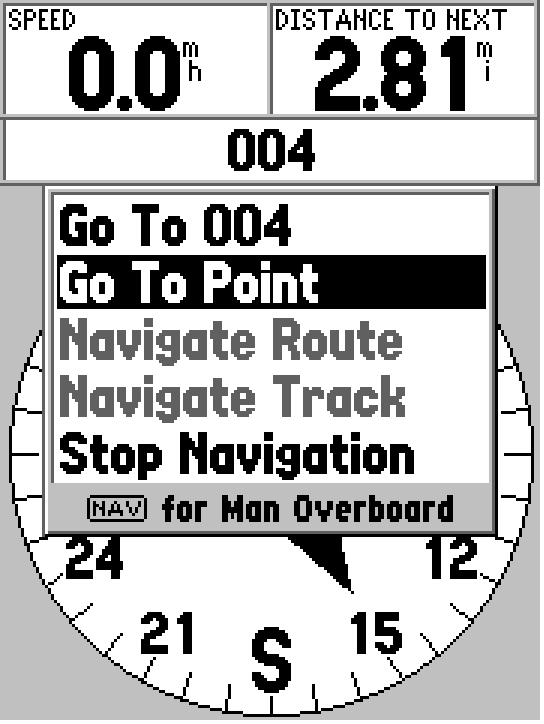 SPEED
0.0 mh
DISTANCE TO NEXT
2.81 mi
004
Go To 004
Go To Point
Navigate Route
Navigate Track
Stop Navigation
NAV for Man Overboard
24
12
21
15
S